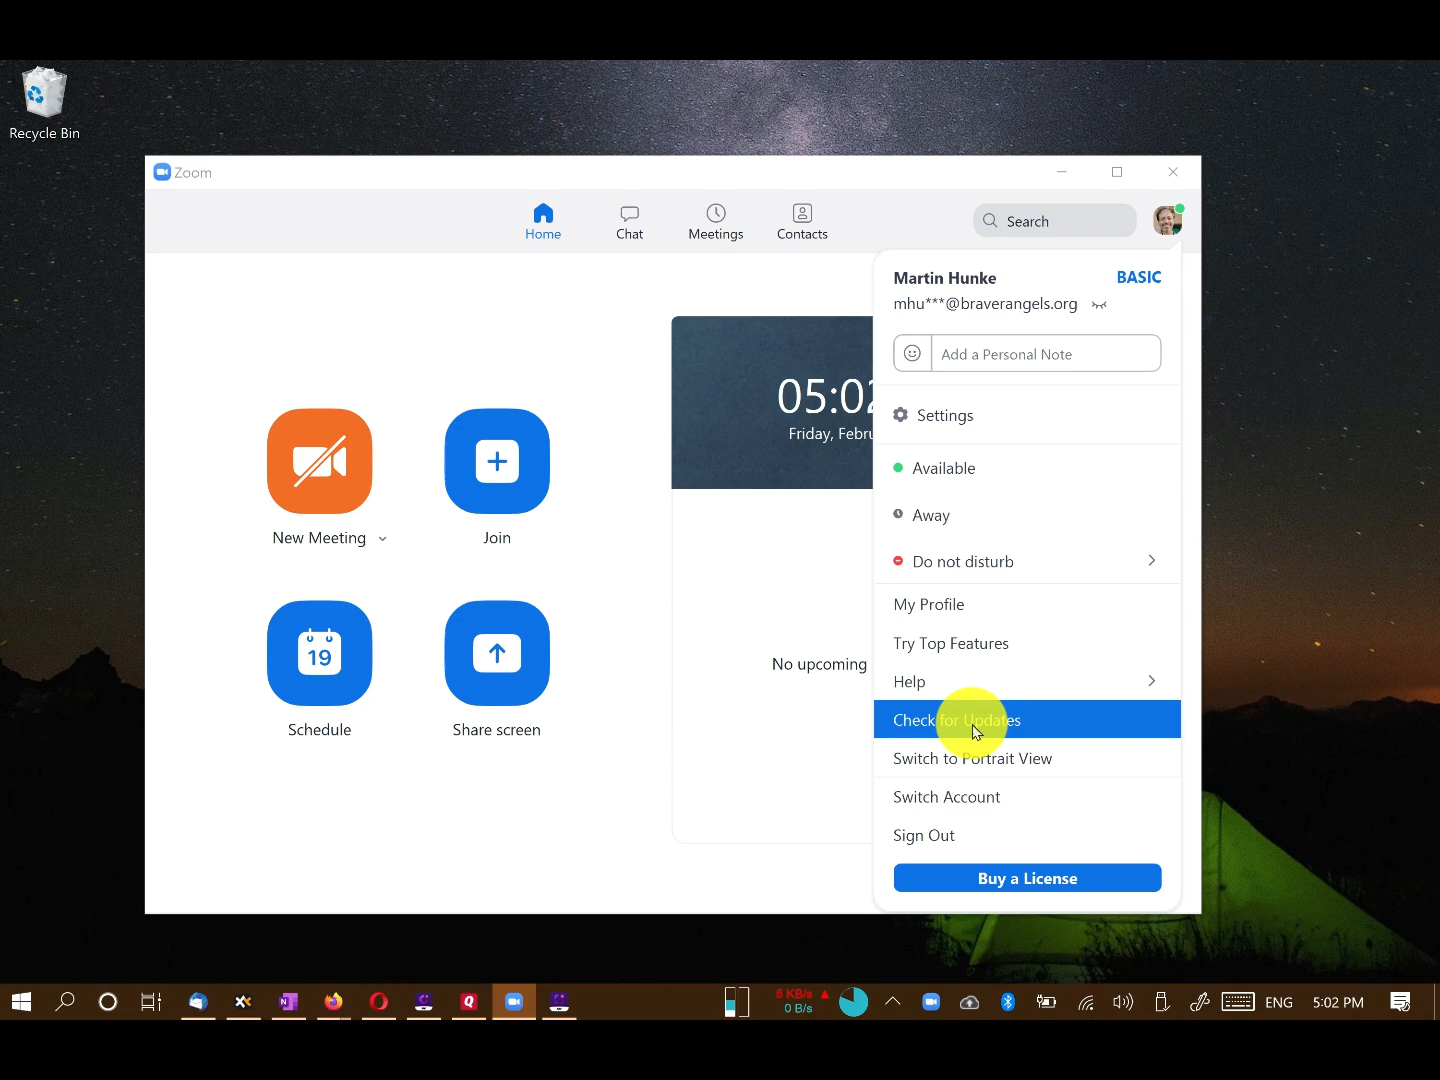 Recycle Bin
Zoom
Home
Chat
Meetings
Contacts
Search
Martin Hunke
BASIC
mhu***@braverangels.org
Add a Personal Note
05:02
Friday, Febru
Settings
Available
Away
Do not disturb
New Meeting
Join
My Profile
Try Top Features
No upcoming
Help
19
Check for Updates
Schedule
Share screen
Switch to Portrait View
Switch Account
Sign Out
Buy a License
6 KB/s
0 B/s
ENG
5:02 PM